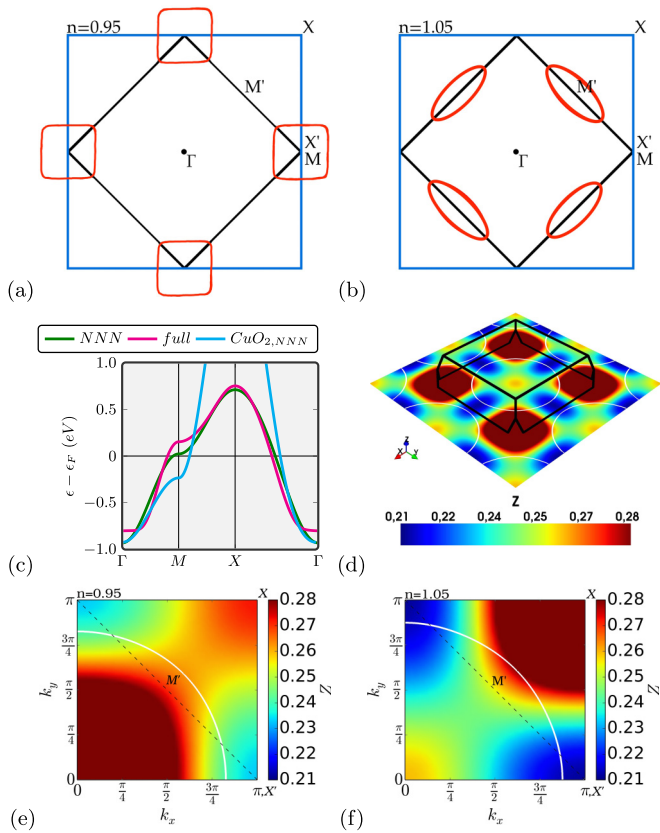 n=0.95
X
M'
X'
M
Γ
(a)
n=1.05
X
M'
X'
M
Γ
(b)
NNN full CuO₂,NNN
1.0
0.5
0
−0.5
−1.0
ϵ − ϵF (eV)
Γ M X Γ
(c)
Z
X Y
Z
0,21 0,22 0,24 0,25 0,27 0,28
(d)
n=0.95
X
π
3π/4
π/2
π/4
0
ky
M'
0 π/4 π/2 3π/4 π,X'
kx
0.28
0.27
0.26
0.25
0.24
0.23
0.22
0.21
Z
(e)
n=1.05
X
π
3π/4
π/2
π/4
0
ky
M'
0 π/4 π/2 3π/4 π,X'
kx
0.28
0.27
0.26
0.25
0.24
0.23
0.22
0.21
Z
(f)